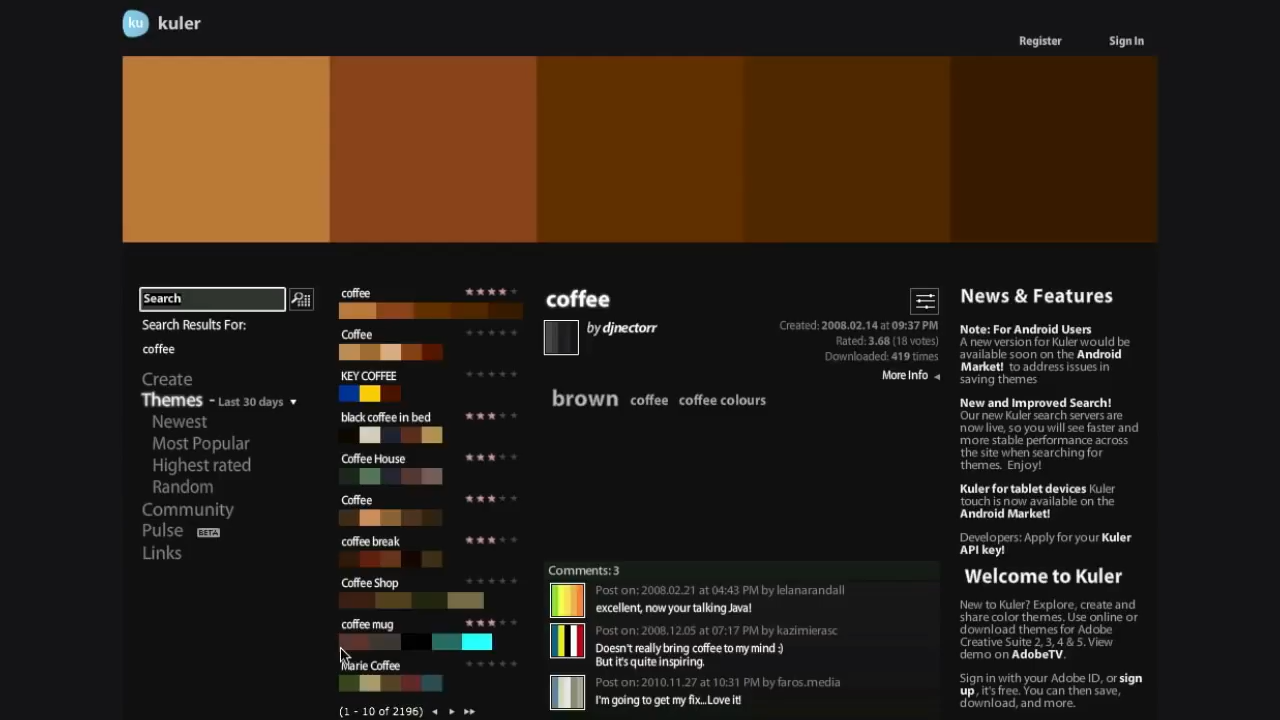 ku kuler
Register Sign In
Search
Search Results For:
coffee
Create
Themes - Last 30 days
Newest
Most Popular
Highest rated
Random
Community
Pulse BETA
Links
coffee
Coffee
KEY COFFEE
black coffee in bed
Coffee House
Coffee
coffee break
Coffee Shop
coffee mug
Marie Coffee
(1 - 10 of 2196)
coffee
by djnectorr
Created: 2008.02.14 at 09:37 PM
Rated: 3.68 (18 votes)
Downloaded: 419 times
More Info
brown coffee coffee colours
Comments: 3
Post on: 2008.02.21 at 04:43 PM by lelanarandall
excellent, now your talking Java!
Post on: 2008.12.05 at 07:17 PM by kazimierasc
Doesn't really bring coffee to my mind :)
But it's quite inspiring.
Post on: 2010.11.27 at 10:31 PM by faros.media
I'm going to get my fix...Love it!
News & Features
Note: For Android Users
A new version for Kuler would be
available soon on the Android
Market! to address issues in
saving themes
New and Improved Search!
Our new Kuler search servers are
now live, so you will see faster and
more stable performance across
the site when searching for
themes. Enjoy!
Kuler for tablet devices Kuler
touch is now available on the
Android Market!
Developers: Apply for your Kuler
API key!
Welcome to Kuler
New to Kuler? Explore, create and
share color themes. Use online or
download themes for Adobe
Creative Suite 2, 3, 4 & 5. View
demo on AdobeTV.
Sign in with your Adobe ID, or sign
up, it's free. You can then save,
download, and more.